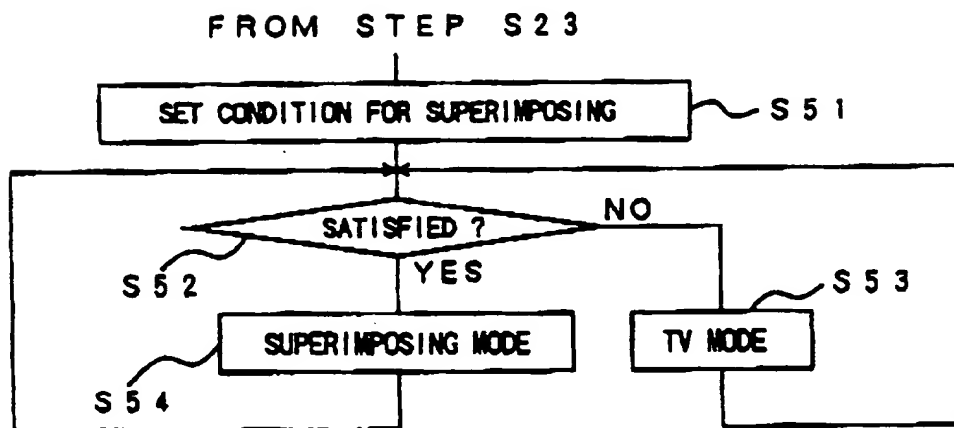 FROM STEP S23
SET CONDITION FOR SUPERIMPOSING
S51
SATISFIED ?
NO
S52
YES
S53
SUPERIMPOSING MODE
TV MODE
S54